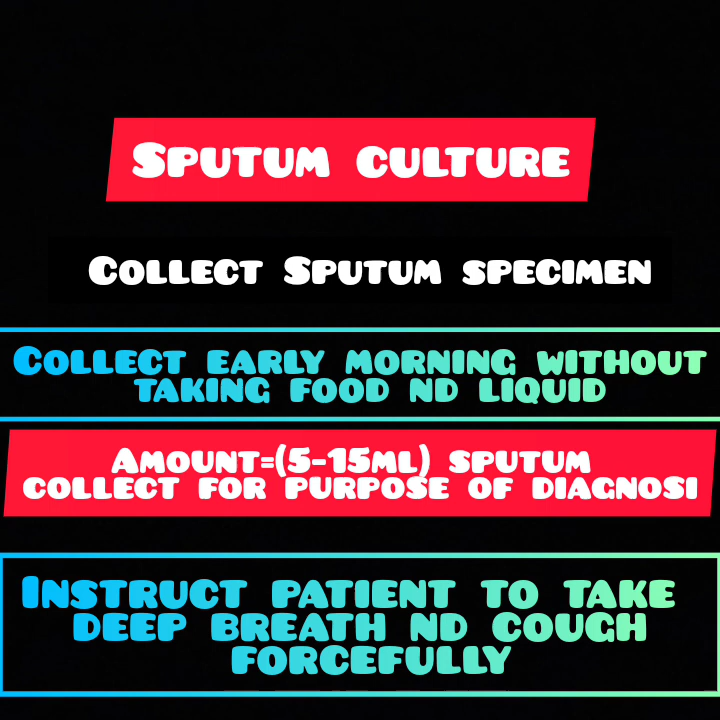 Sputum culture
Collect Sputum specimen
Collect early morning without
taking food nd liquid
Amount=(5-15ml) sputum
collect for purpose of diagnosi
Instruct patient to take
deep breath nd cough
forcefully